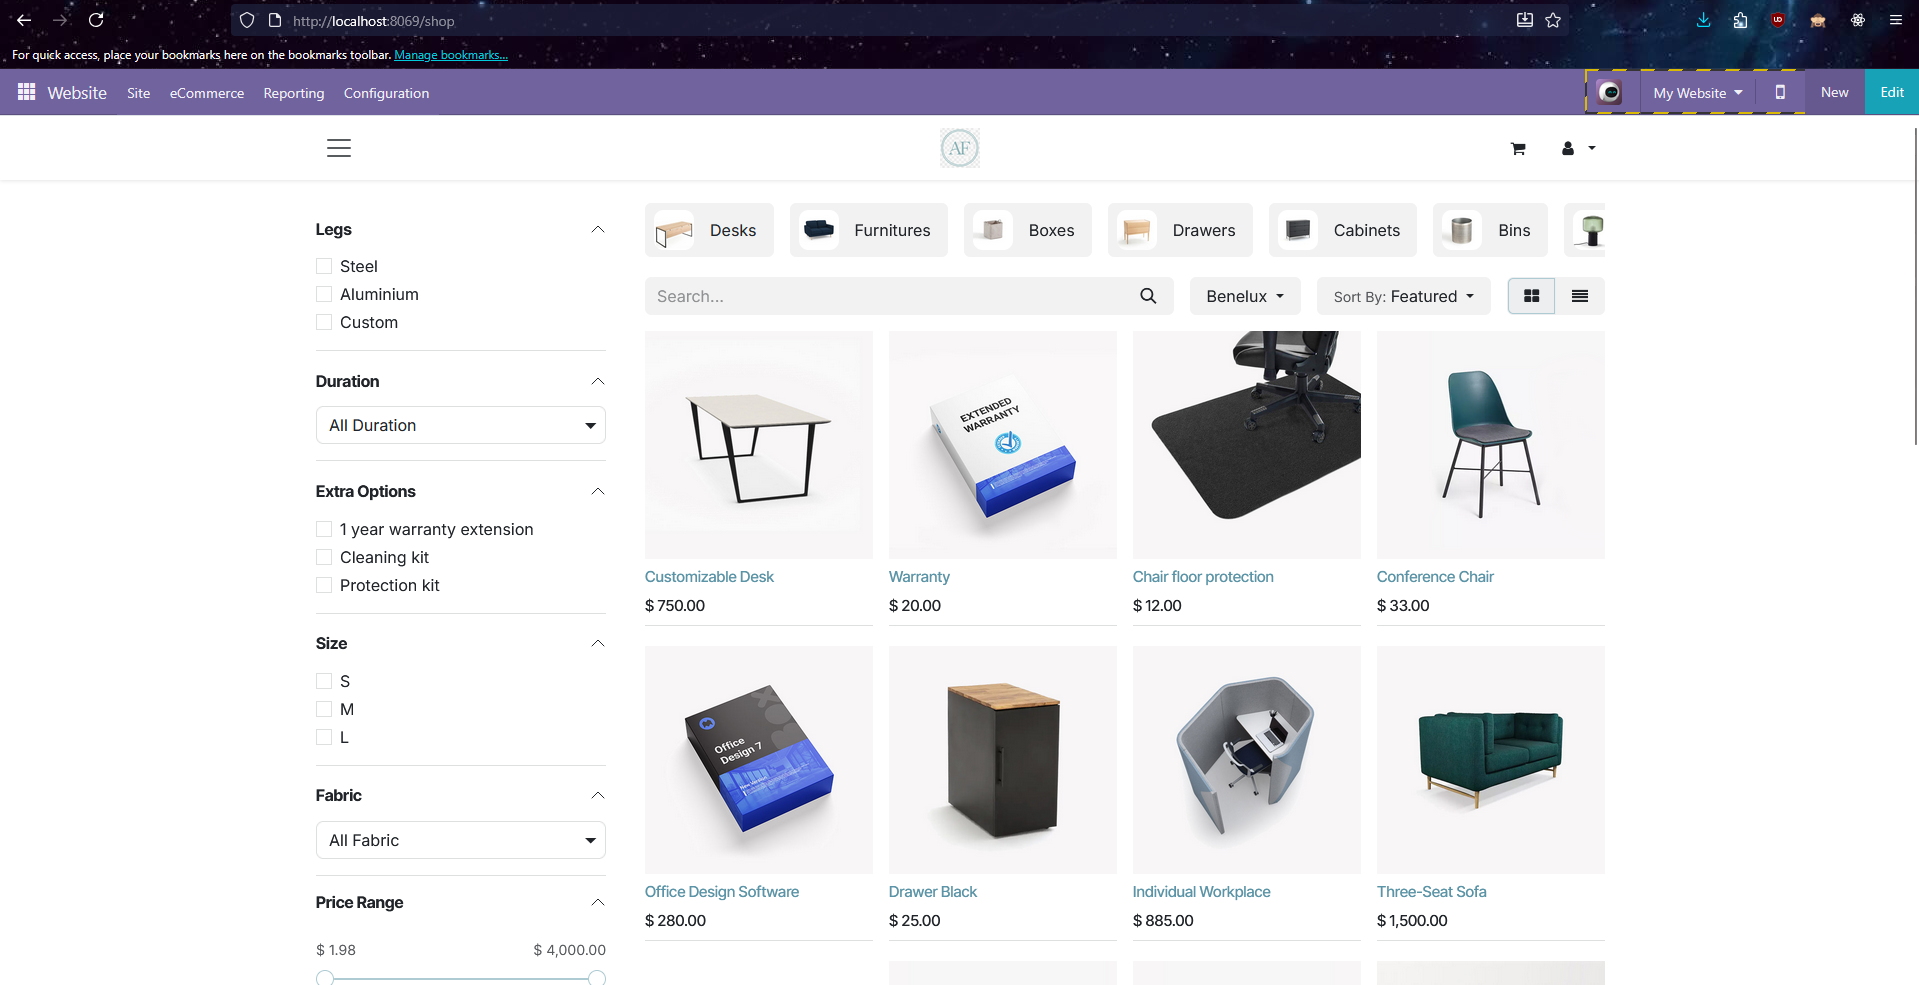 http://localhost:8069/shop
For quick access, place your bookmarks here on the bookmarks toolbar. Manage bookmarks...
Website Site eCommerce Reporting Configuration My Website New Edit
AF
Legs
Steel
Aluminium
Custom
Duration
All Duration
Extra Options
1 year warranty extension
Cleaning kit
Protection kit
Size
S
M
L
Fabric
All Fabric
Price Range
$ 1.98 $ 4,000.00
Desks Furnitures Boxes Drawers Cabinets Bins
Search... Benelux Sort By: Featured
EXTENDED
WARRANTY
Customizable Desk Warranty Chair floor protection Conference Chair
$ 750.00 $ 20.00 $ 12.00 $ 33.00
Office
Design 7
Office Design Software Drawer Black Individual Workplace Three-Seat Sofa
$ 280.00 $ 25.00 $ 885.00 $ 1,500.00